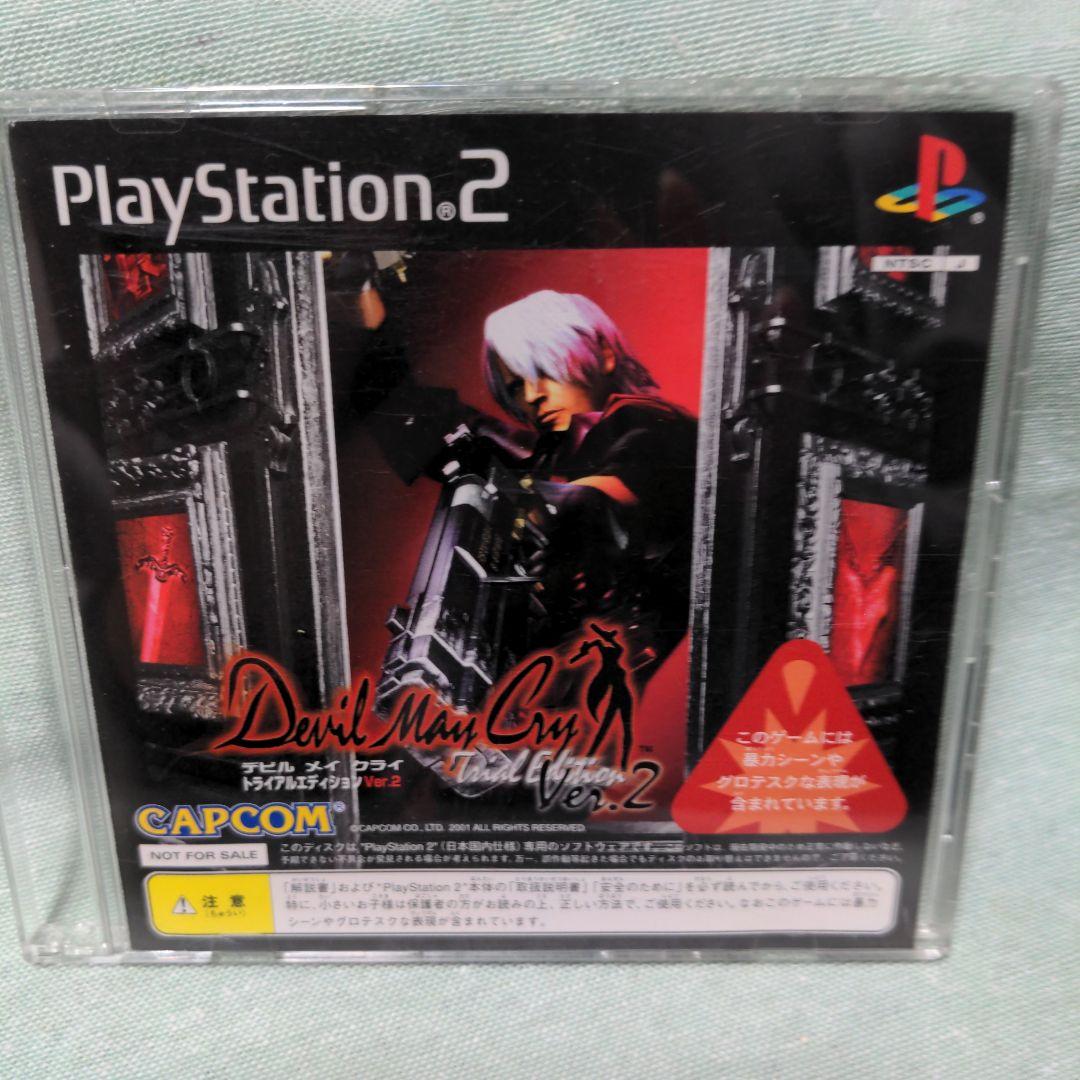 PlayStation®2
NTSC J
Devil May Cry™
Trial Edition
Ver.2
デビル メイ クライ
トライアルエディション Ver.2
このゲームには
暴力シーンや
グロテスクな表現が
含まれています。
CAPCOM®
©CAPCOM CO., LTD. 2001 ALL RIGHTS RESERVED.
NOT FOR SALE
このディスクは "PlayStation 2"（日本国内仕様）専用のソフトウェアです。
注意
（ちゅうい）
「解説書」および "PlayStation 2" 本体の「取扱説明書」「安全のために」を必ず読んでから、ご使用ください。
特に、小さいお子様は保護者の方がお読みの上、正しい方法で、ご使用ください。なおこのゲームには暴力
シーンやグロテスクな表現が含まれています。